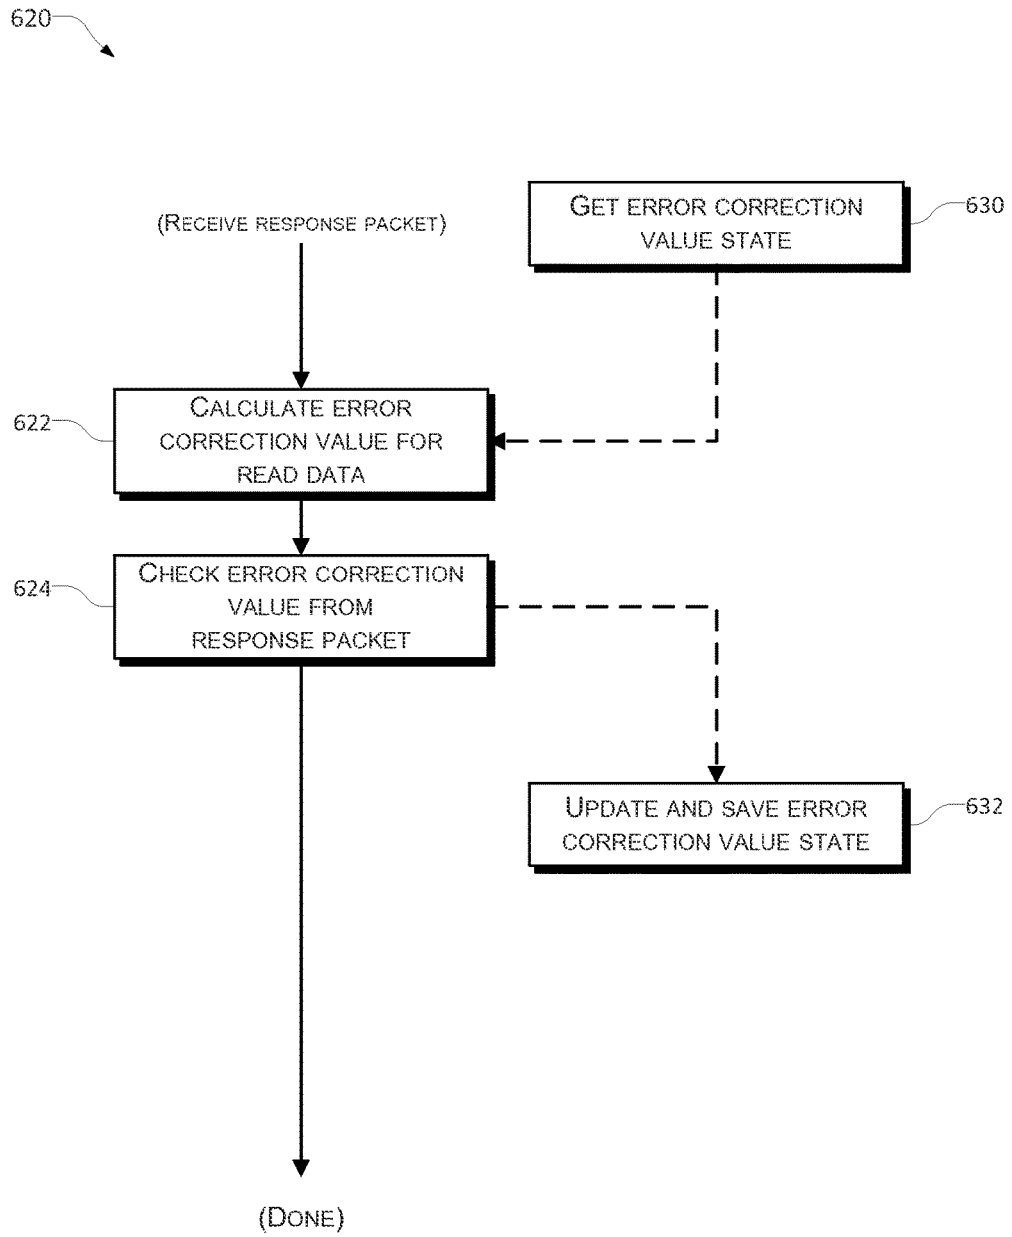 620
(RECEIVE RESPONSE PACKET)
GET ERROR CORRECTION
VALUE STATE
630
622
CALCULATE ERROR
CORRECTION VALUE FOR
READ DATA
624
CHECK ERROR CORRECTION
VALUE FROM
RESPONSE PACKET
UPDATE AND SAVE ERROR
CORRECTION VALUE STATE
632
(DONE)